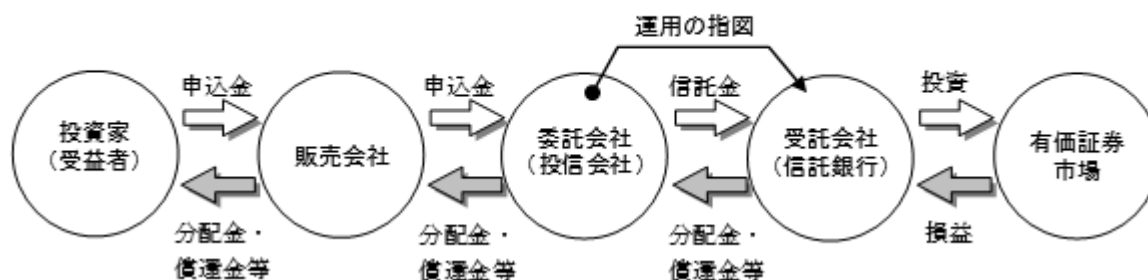 運用の指図
申込金
申込金
信託金
投資
投資家
(受益者)
販売会社
委託会社
(投信会社)
受託会社
(信託銀行)
有価証券
市場
分配金・
償還金等
分配金・
償還金等
分配金・
償還金等
損益